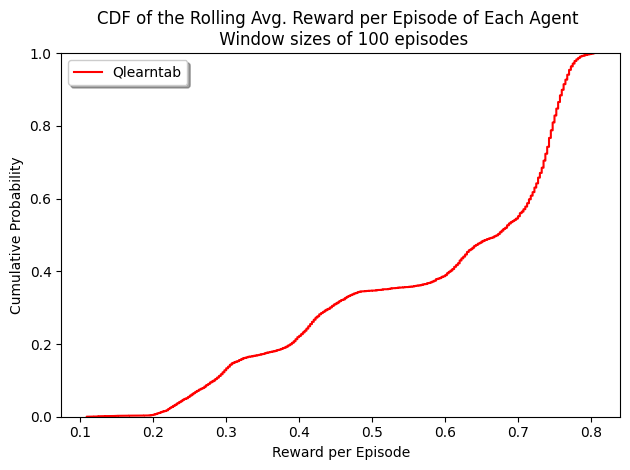 CDF of the Rolling Avg. Reward per Episode of Each Agent
Window sizes of 100 episodes
Qlearntab
Cumulative Probability
1.0
0.8
0.6
0.4
0.2
0.0
0.1 0.2 0.3 0.4 0.5 0.6 0.7 0.8
Reward per Episode